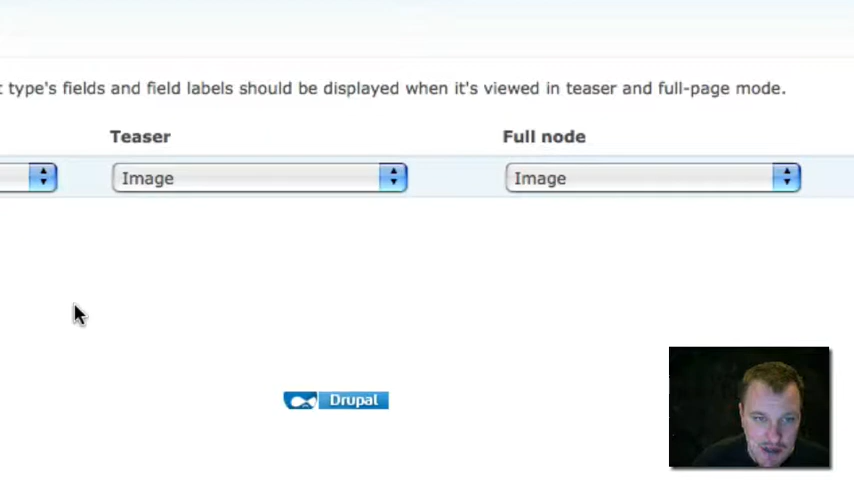 type's fields and field labels should be displayed when it's viewed in teaser and full-page mode.
Teaser
Full node
Image
Image
Drupal